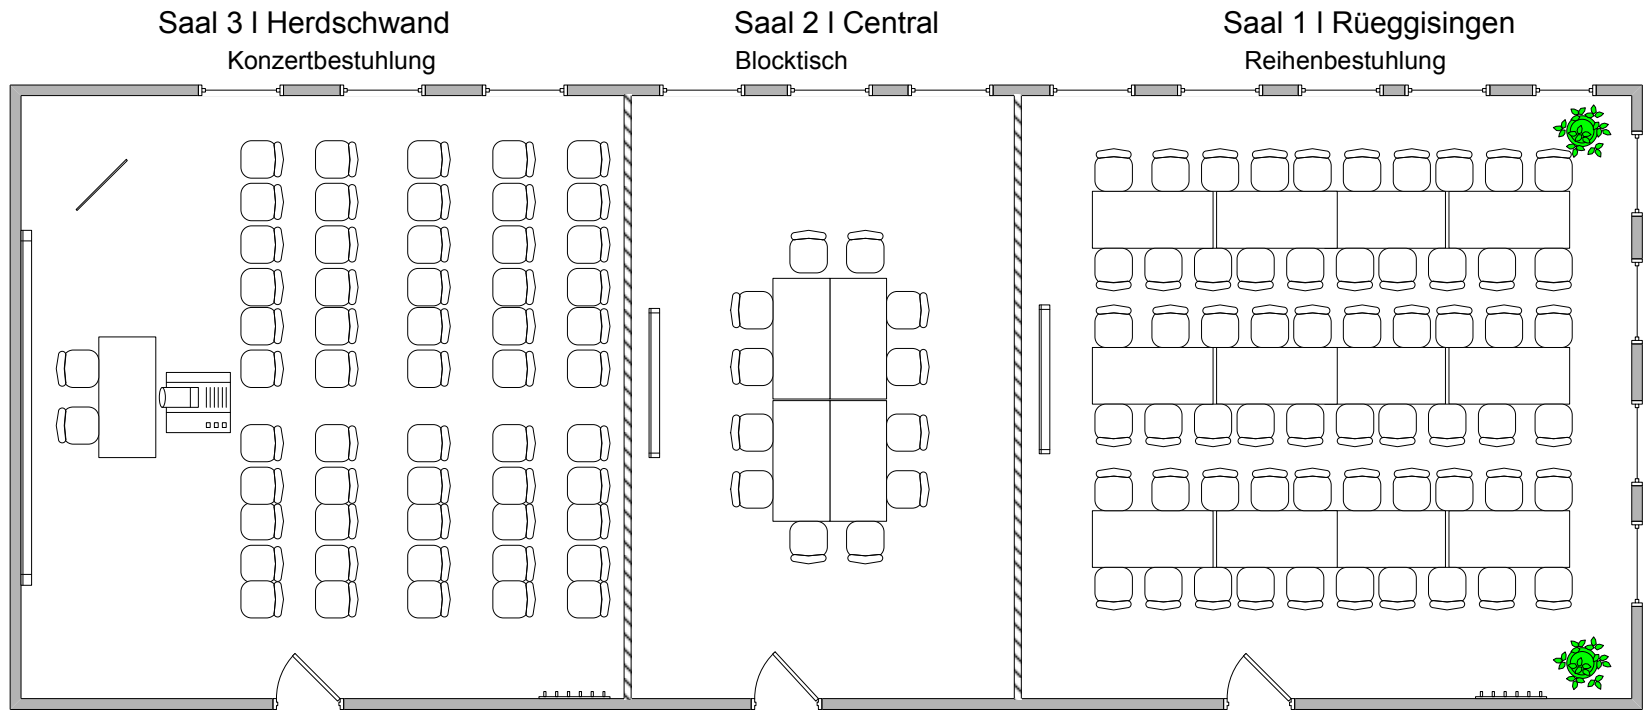 Saal 3 l Herdschwand
Konzertbestuhlung
Saal 2 l Central
Blocktisch
Saal 1 l Rüeggisingen
Reihenbestuhlung